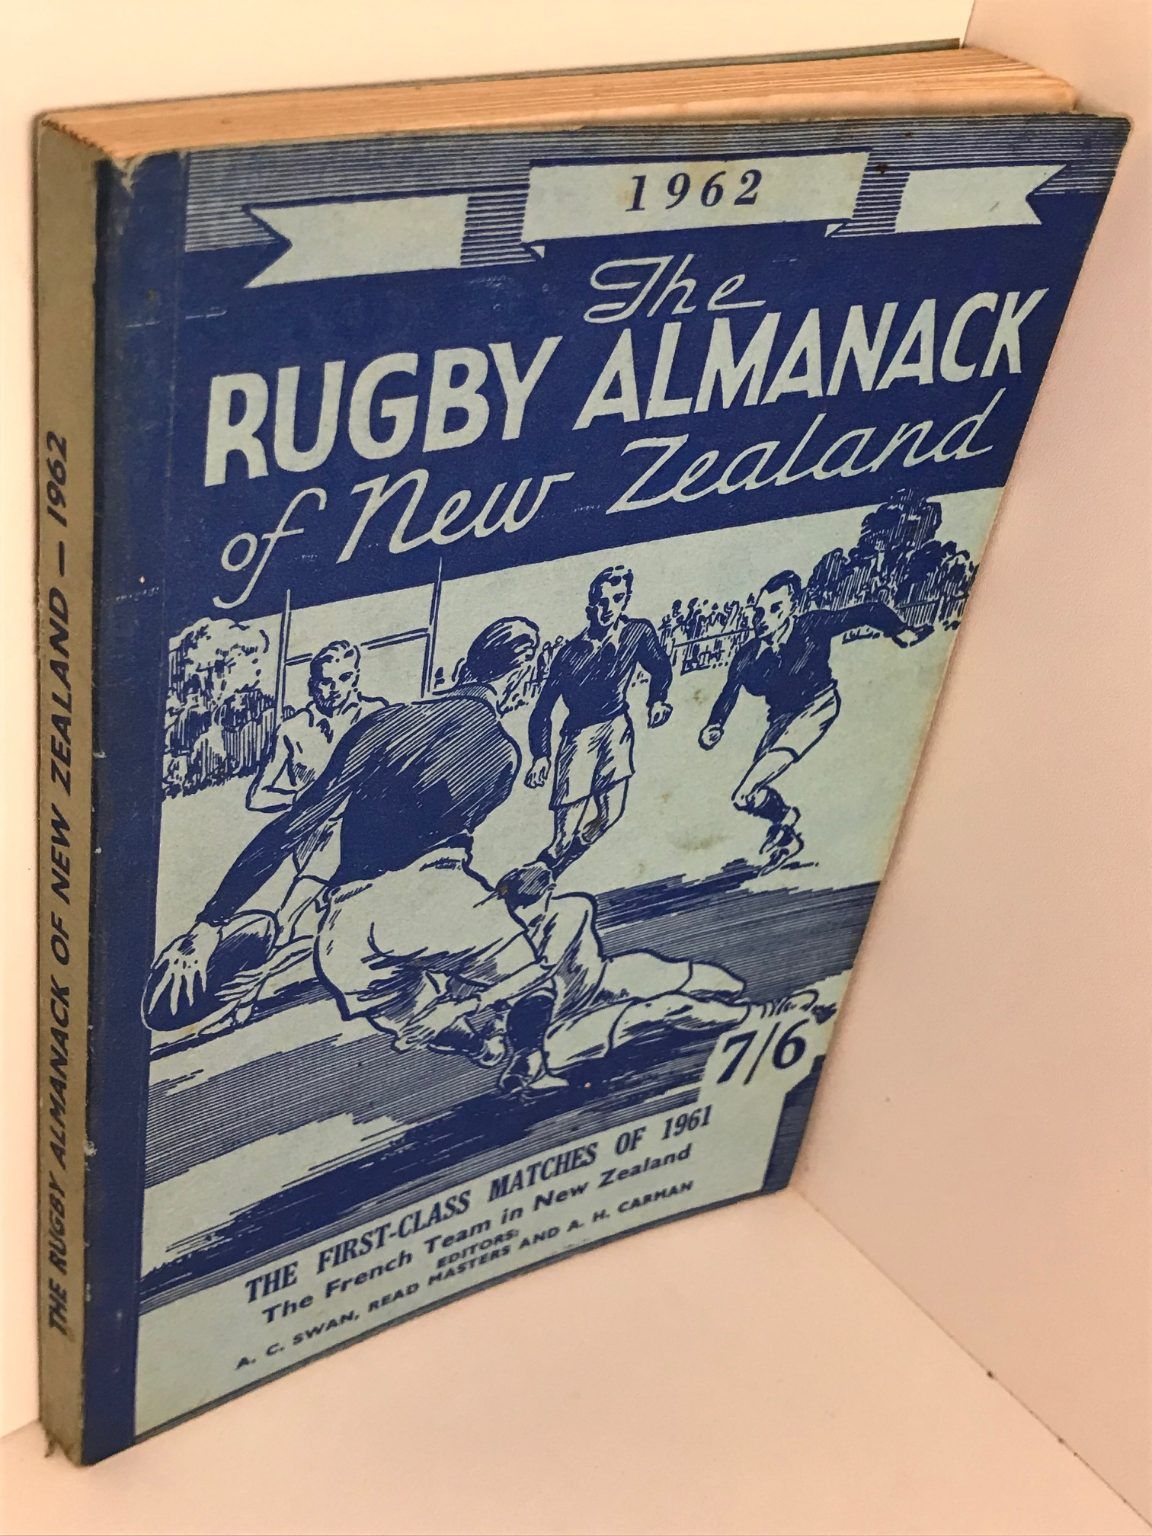 1962
The
RUGBY ALMANACK
of New Zealand
7/6
THE FIRST-CLASS MATCHES OF 1961
The French Team in New Zealand
EDITORS:
A. C. SWAN, READ MASTERS AND A. H. CARMAN
THE RUGBY ALMANACK OF NEW ZEALAND — 1962